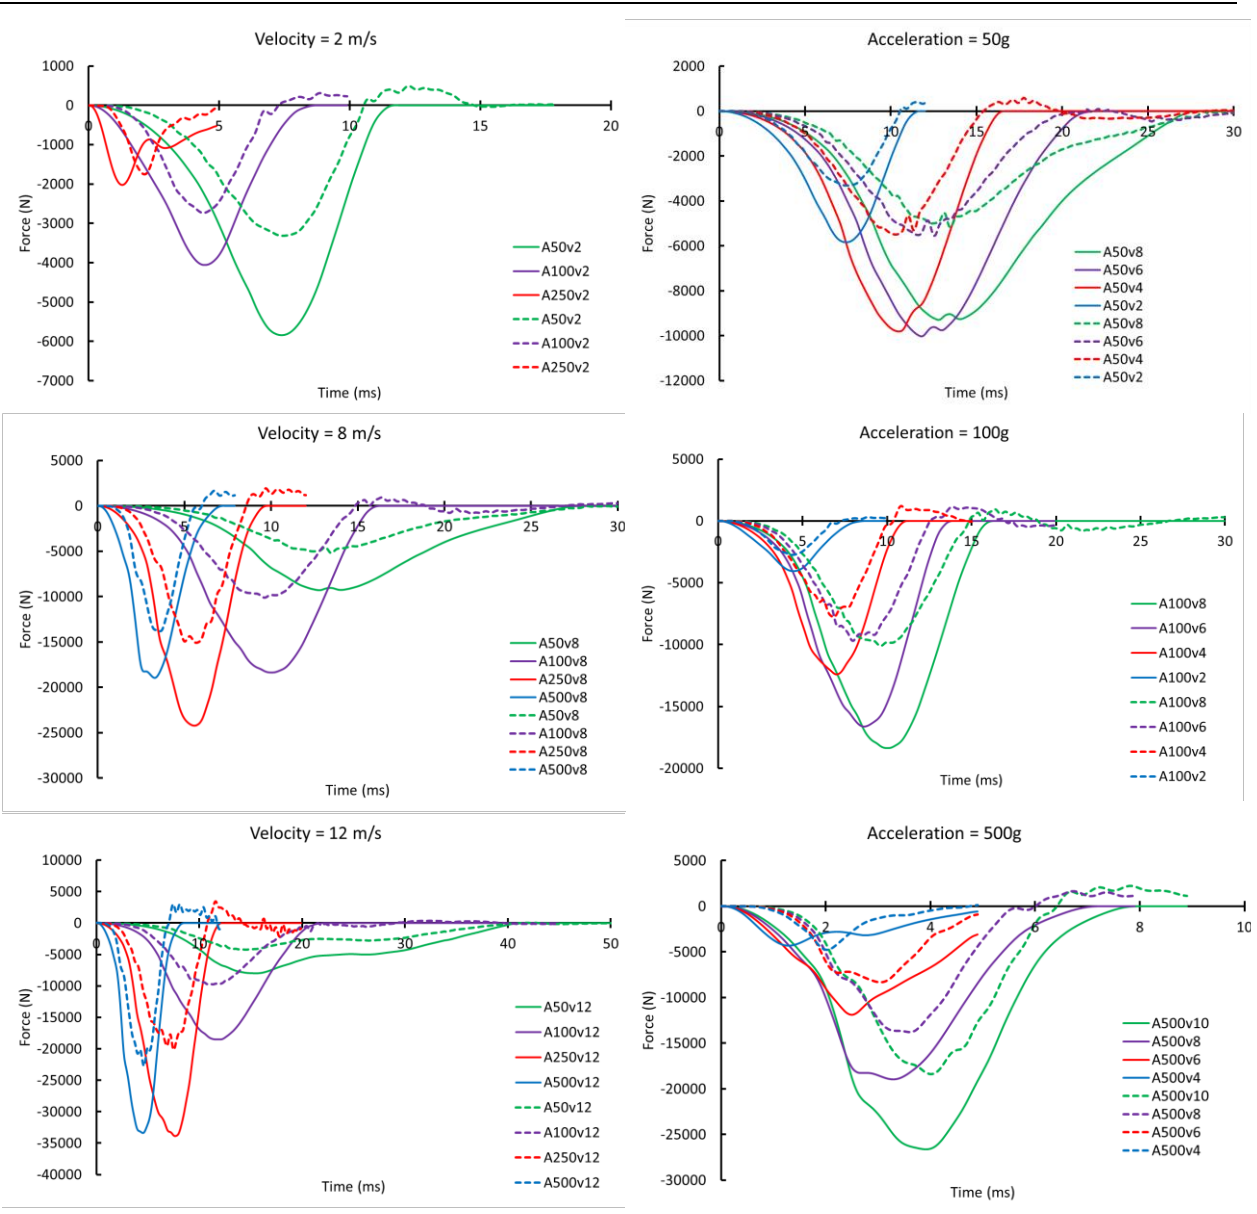 Velocity = 2 m/s
1000
0
-1000
-2000
-3000
-4000
-5000
-6000
-7000
0
5
10
15
20
Force (N)
Time (ms)
A50v2
A100v2
A250v2
A50v2
A100v2
A250v2
Acceleration = 50g
2000
0
-2000
-4000
-6000
-8000
-10000
-12000
0
5
10
15
20
25
30
Force (N)
Time (ms)
A50v8
A50v6
A50v4
A50v2
A50v8
A50v6
A50v4
A50v2
Velocity = 8 m/s
5000
0
-5000
-10000
-15000
-20000
-25000
-30000
0
5
10
15
20
25
30
Force (N)
Time (ms)
A50v8
A100v8
A250v8
A500v8
A50v8
A100v8
A250v8
A500v8
Acceleration = 100g
5000
0
-5000
-10000
-15000
-20000
0
5
10
15
20
25
30
Force (N)
Time (ms)
A100v8
A100v6
A100v4
A100v2
A100v8
A100v6
A100v4
A100v2
Velocity = 12 m/s
10000
5000
0
-5000
-10000
-15000
-20000
-25000
-30000
-35000
-40000
0
10
20
30
40
50
Force (N)
Time (ms)
A50v12
A100v12
A250v12
A500v12
A50v12
A100v12
A250v12
A500v12
Acceleration = 500g
5000
0
-5000
-10000
-15000
-20000
-25000
-30000
0
2
4
6
8
10
Force (N)
Time (ms)
A500v10
A500v8
A500v6
A500v4
A500v10
A500v8
A500v6
A500v4